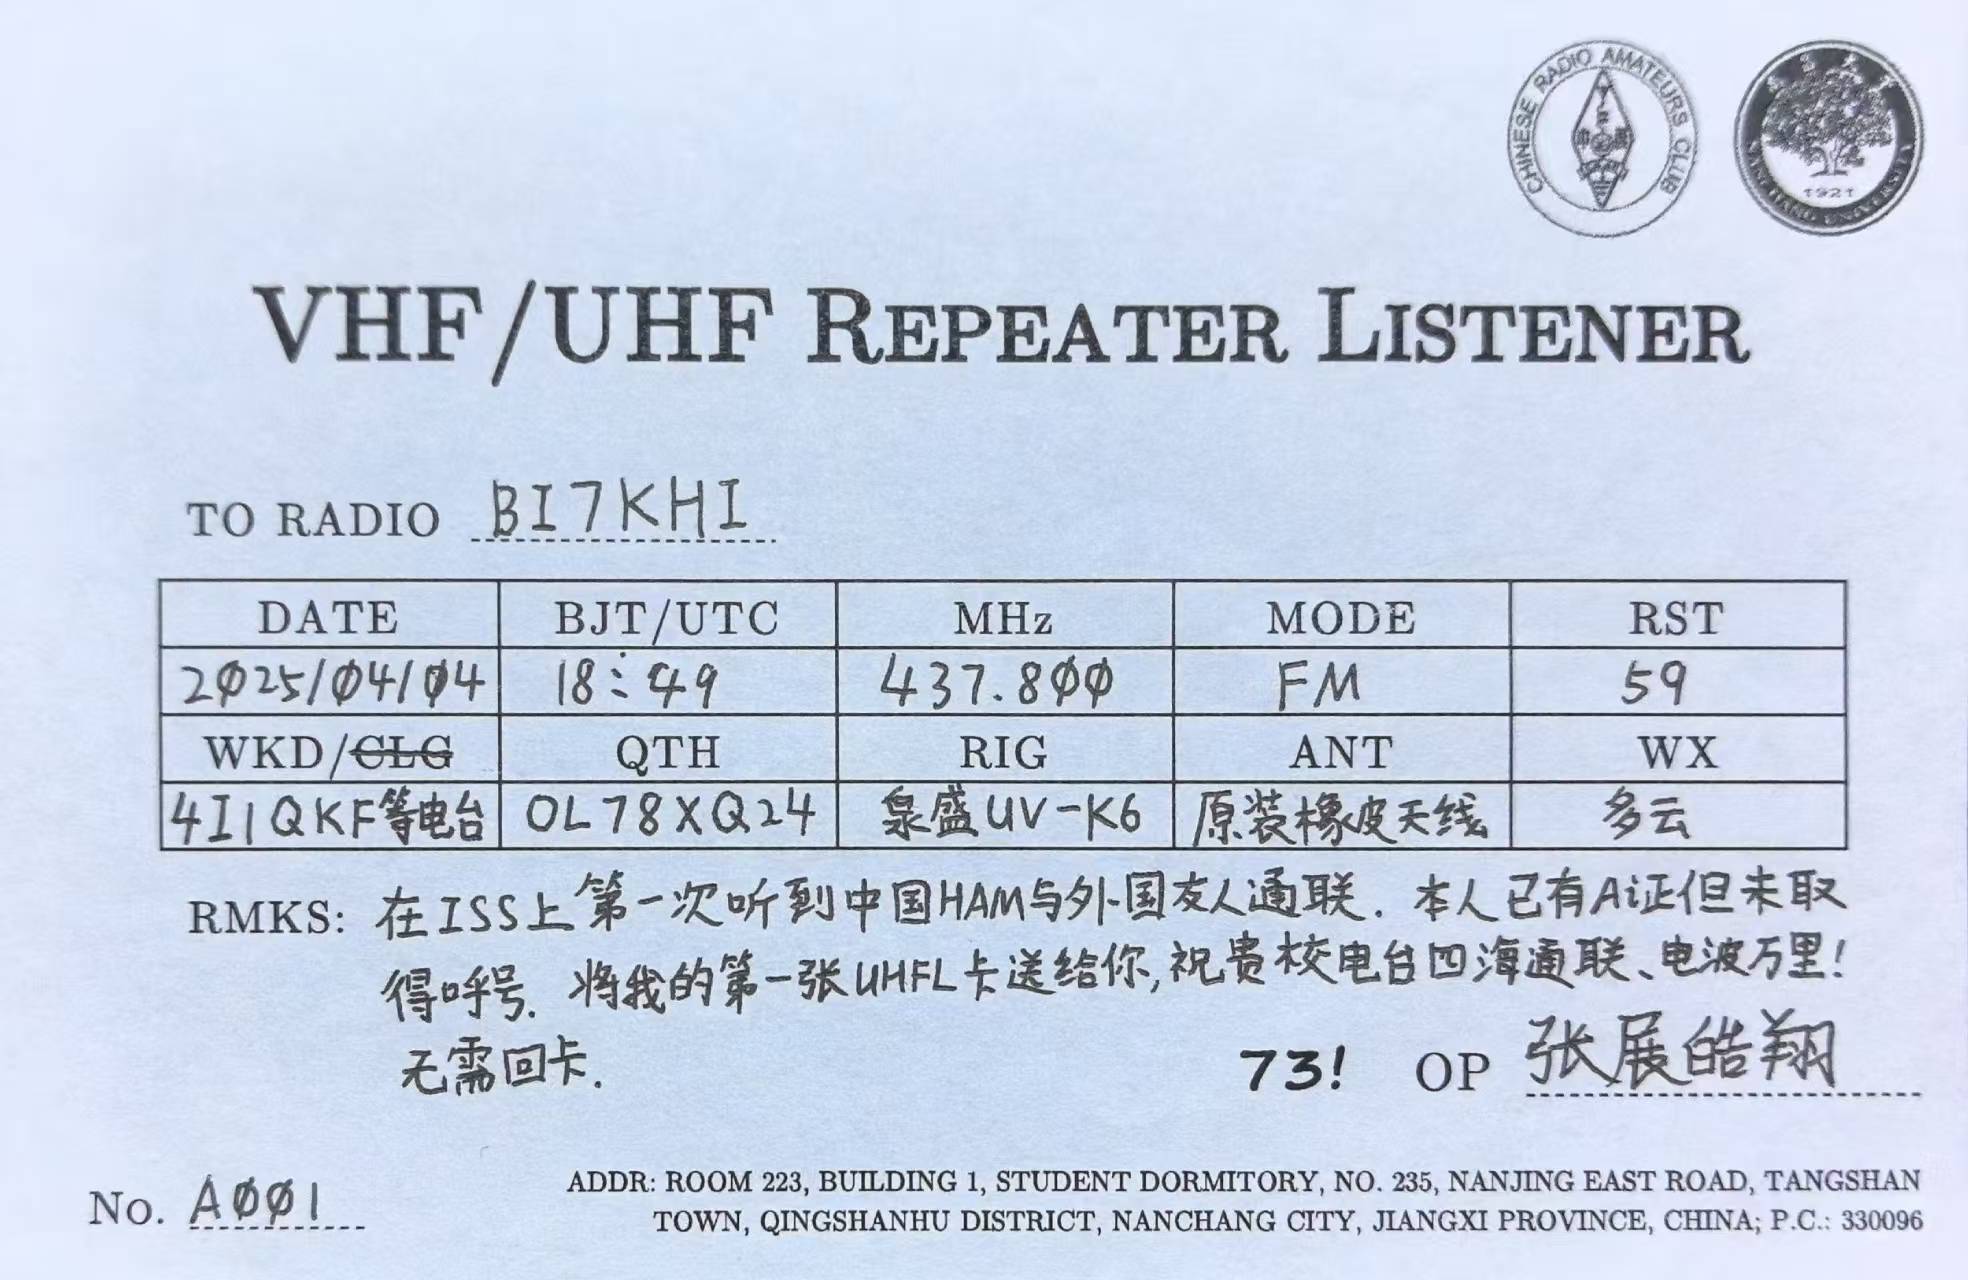 CHINESE RADIO AMATEURS CLUB
1921
VHF/UHF REPEATER LISTENER
TO RADIO BI7KHI
DATE BJT/UTC MHz MODE RST
2025/04/04 18:49 437.800 FM 59
WKD/CLG QTH RIG ANT WX
4I1QKF等电台 OL78XQ24 泉盛UV-K6 原装橡皮天线 多云
RMKS: 在ISS上第一次听到中国HAM与外国友人通联. 本人已有A证但未取
得呼号. 将我的第一张UHFL卡送给你,祝贵校电台四海通联、电波万里!
无需回卡.
73! OP 张展皓翔
No. A001
ADDR: ROOM 223, BUILDING 1, STUDENT DORMITORY, NO. 235, NANJING EAST ROAD, TANGSHAN
TOWN, QINGSHANHU DISTRICT, NANCHANG CITY, JIANGXI PROVINCE, CHINA; P.C.: 330096